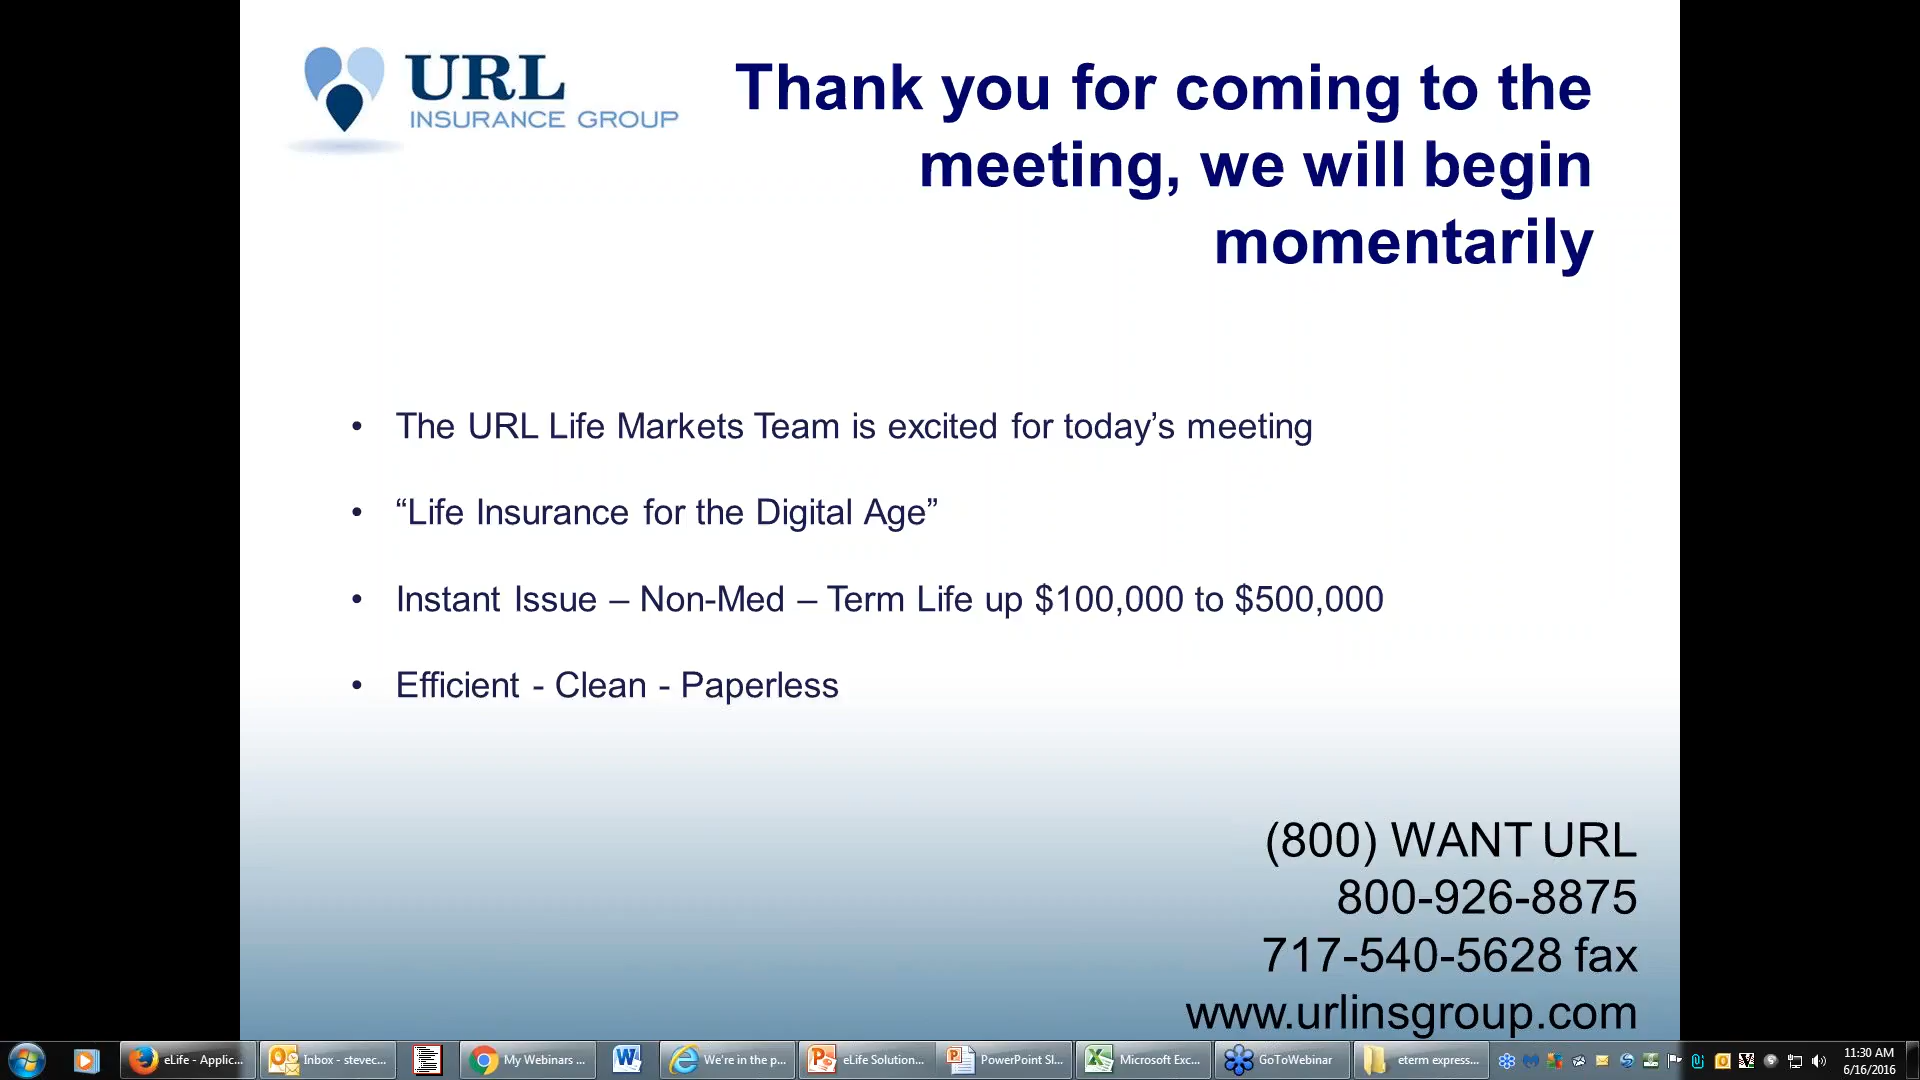 URL
INSURANCE GROUP
Thank you for coming to the
meeting, we will begin
momentarily
• The URL Life Markets Team is excited for today’s meeting
• “Life Insurance for the Digital Age”
• Instant Issue – Non-Med – Term Life up $100,000 to $500,000
• Efficient - Clean - Paperless
(800) WANT URL
800-926-8875
717-540-5628 fax
www.urlinsgroup.com
eLife - Applic...
Inbox - stevec...
My Webinars ...
We're in the p...
eLife Solution...
PowerPoint Sl...
Microsoft Exc...
GoToWebinar
eterm express...
11:30 AM
6/16/2016